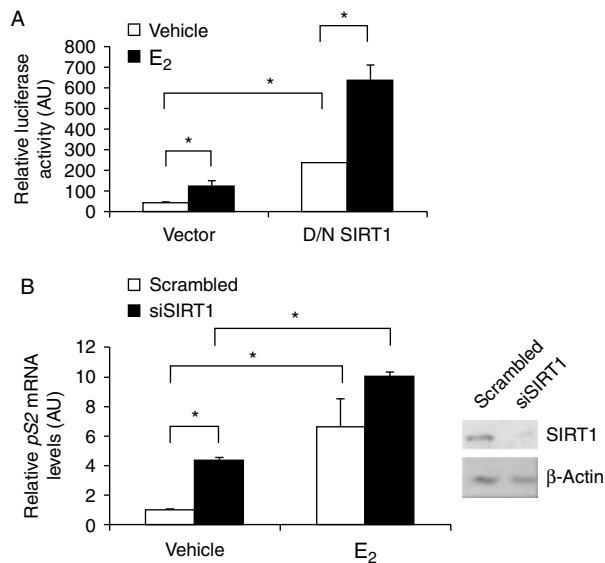 A
Vehicle
E₂
*
*
*
Relative luciferase
activity (AU)
800
700
600
500
400
300
200
100
0
Vector
D/N SIRT1
B
Scrambled
siSIRT1
*
*
*
Relative pS2 mRNA
levels (AU)
12
10
8
6
4
2
0
Vehicle
E₂
Scrambled
siSIRT1
SIRT1
β-Actin